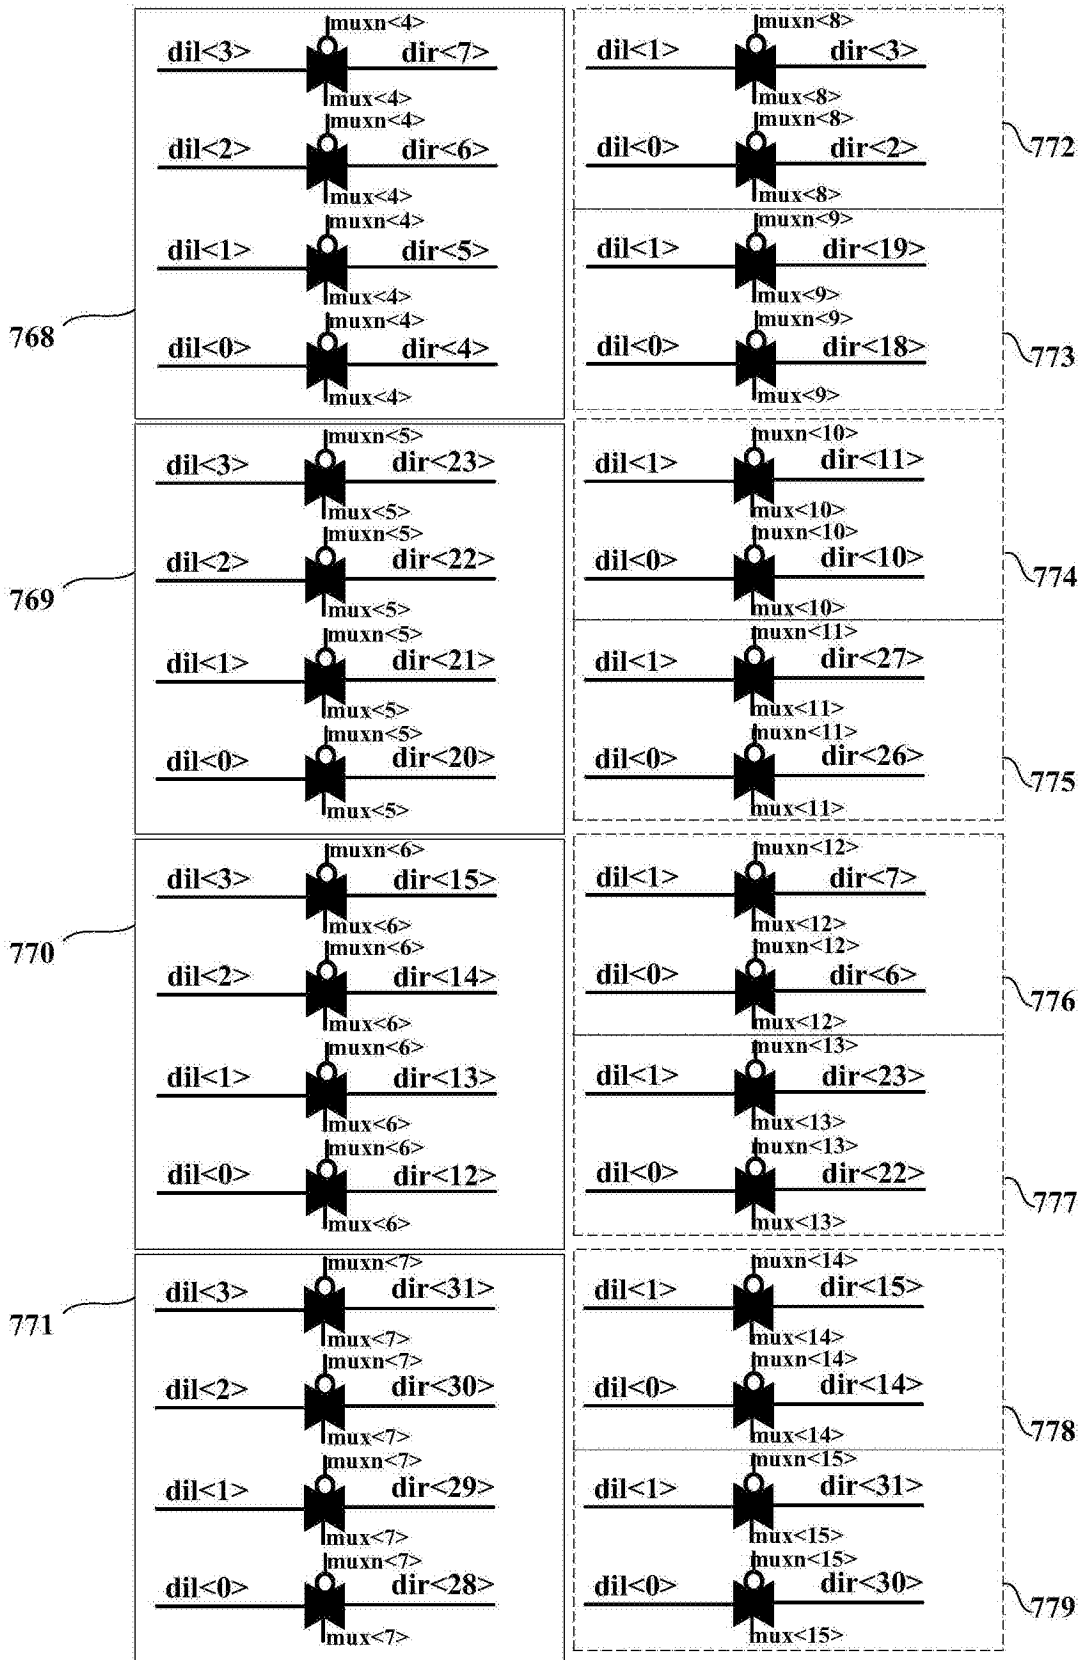 muxn<4>
dil<3>
dir<7>
mux<4>
muxn<4>
dil<2>
dir<6>
mux<4>
muxn<4>
dil<1>
dir<5>
mux<4>
muxn<4>
768
dil<0>
dir<4>
mux<4>
muxn<5>
dil<3>
dir<23>
mux<5>
muxn<5>
dil<2>
dir<22>
769
mux<5>
muxn<5>
dil<1>
dir<21>
mux<5>
muxn<5>
dil<0>
dir<20>
mux<5>
muxn<6>
dil<3>
dir<15>
mux<6>
muxn<6>
770
dil<2>
dir<14>
mux<6>
muxn<6>
dil<1>
dir<13>
mux<6>
muxn<6>
dil<0>
dir<12>
mux<6>
muxn<7>
dil<3>
dir<31>
771
mux<7>
muxn<7>
dil<2>
dir<30>
mux<7>
muxn<7>
dil<1>
dir<29>
mux<7>
muxn<7>
dil<0>
dir<28>
mux<7>
muxn<8>
dil<1>
dir<3>
mux<8>
muxn<8>
dil<0>
dir<2>
772
mux<8>
muxn<9>
dil<1>
dir<19>
mux<9>
muxn<9>
dil<0>
dir<18>
773
mux<9>
muxn<10>
dil<1>
dir<11>
mux<10>
muxn<10>
dil<0>
dir<10>
774
mux<10>
muxn<11>
dil<1>
dir<27>
mux<11>
muxn<11>
dil<0>
dir<26>
775
mux<11>
muxn<12>
dil<1>
dir<7>
mux<12>
muxn<12>
dil<0>
dir<6>
776
mux<12>
muxn<13>
dil<1>
dir<23>
mux<13>
muxn<13>
dil<0>
dir<22>
777
mux<13>
muxn<14>
dil<1>
dir<15>
mux<14>
muxn<14>
dil<0>
dir<14>
778
mux<14>
muxn<15>
dil<1>
dir<31>
mux<15>
muxn<15>
dil<0>
dir<30>
779
mux<15>